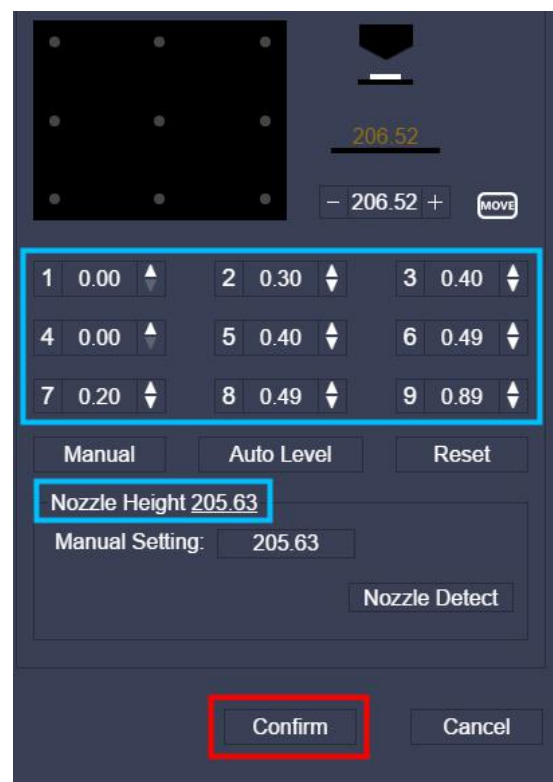 206.52
− 206.52 + MOVE
1 0.00 2 0.30 3 0.40
4 0.00 5 0.40 6 0.49
7 0.20 8 0.49 9 0.89
Manual Auto Level Reset
Nozzle Height 205.63
Manual Setting: 205.63
Nozzle Detect
Confirm Cancel